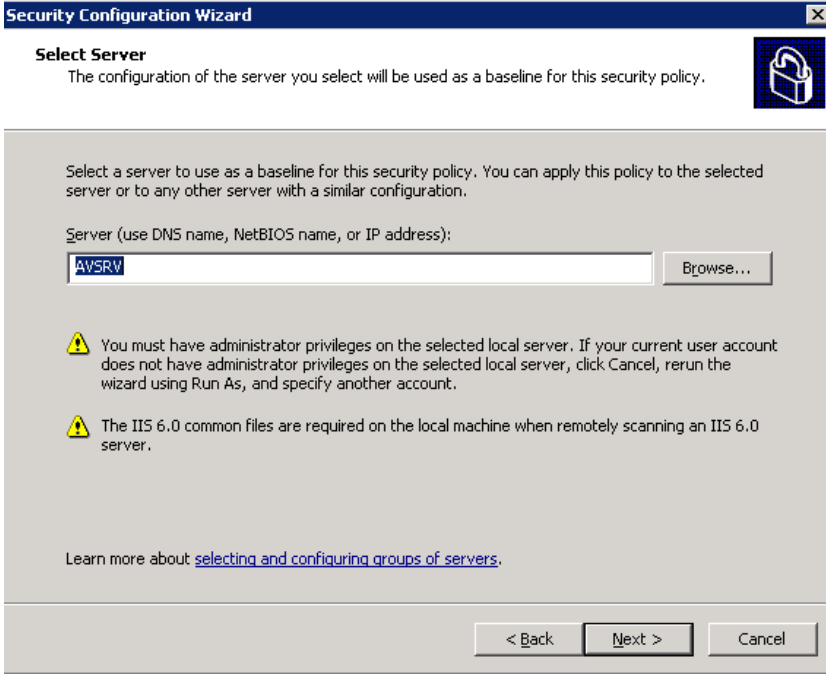 Security Configuration Wizard
Select Server
The configuration of the server you select will be used as a baseline for this security policy.
Select a server to use as a baseline for this security policy. You can apply this policy to the selected
server or to any other server with a similar configuration.
Server (use DNS name, NetBIOS name, or IP address):
AVSRV
Browse...
You must have administrator privileges on the selected local server. If your current user account
does not have administrator privileges on the selected local server, click Cancel, rerun the
wizard using Run As, and specify another account.
The IIS 6.0 common files are required on the local machine when remotely scanning an IIS 6.0
server.
Learn more about selecting and configuring groups of servers.
< Back
Next >
Cancel